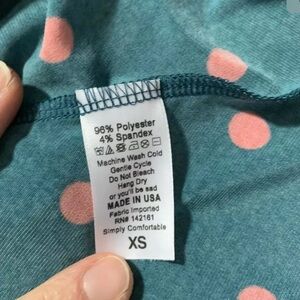 96% Polyester
4% Spandex
Machine Wash Cold
Gentle Cycle
Do Not Bleach
Hang Dry
or you'll be sad
MADE IN USA
Fabric Imported
RN# 142161
Simply Comfortable
XS